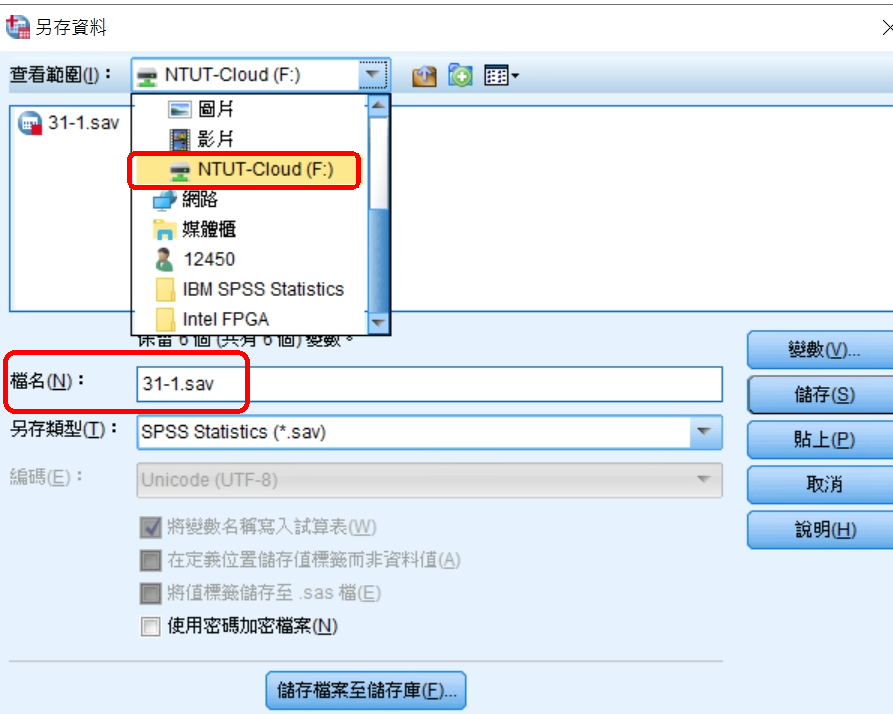 另存資料
查看範圍(I)：
NTUT-Cloud (F:)
31-1.sav
圖片
影片
NTUT-Cloud (F:)
網路
媒體櫃
12450
IBM SPSS Statistics
Intel FPGA
保留 6 個 (共有 6 個) 變數。
檔名(N)：
31-1.sav
另存類型(T)：
SPSS Statistics (*.sav)
編碼(E)：
Unicode (UTF-8)
將變數名稱寫入試算表(W)
在定義位置儲存值標籤而非資料值(A)
將值標籤儲存至 .sas 檔(E)
使用密碼加密檔案(N)
變數(V)...
儲存(S)
貼上(P)
取消
說明(H)
儲存檔案至儲存庫(F)...